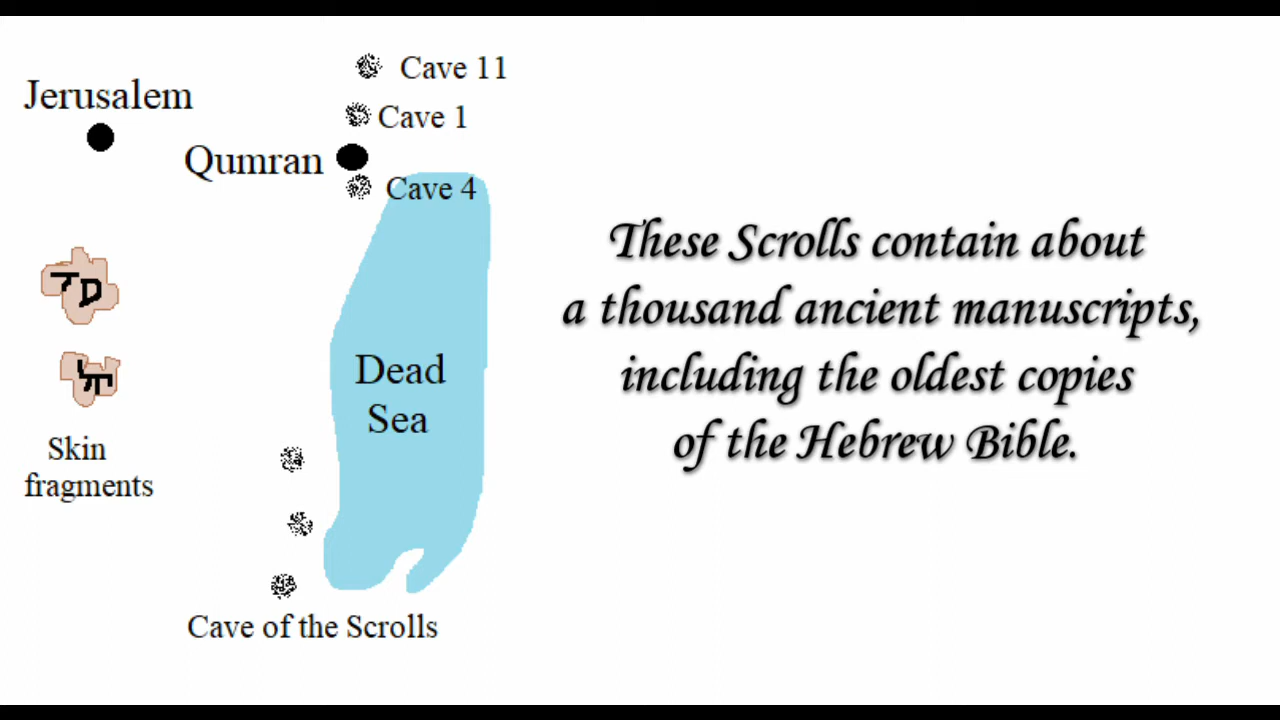 Cave 11
Jerusalem
Cave 1
Qumran
Cave 4
Dead
Sea
Skin
fragments
Cave of the Scrolls
These Scrolls contain about
a thousand ancient manuscripts,
including the oldest copies
of the Hebrew Bible.